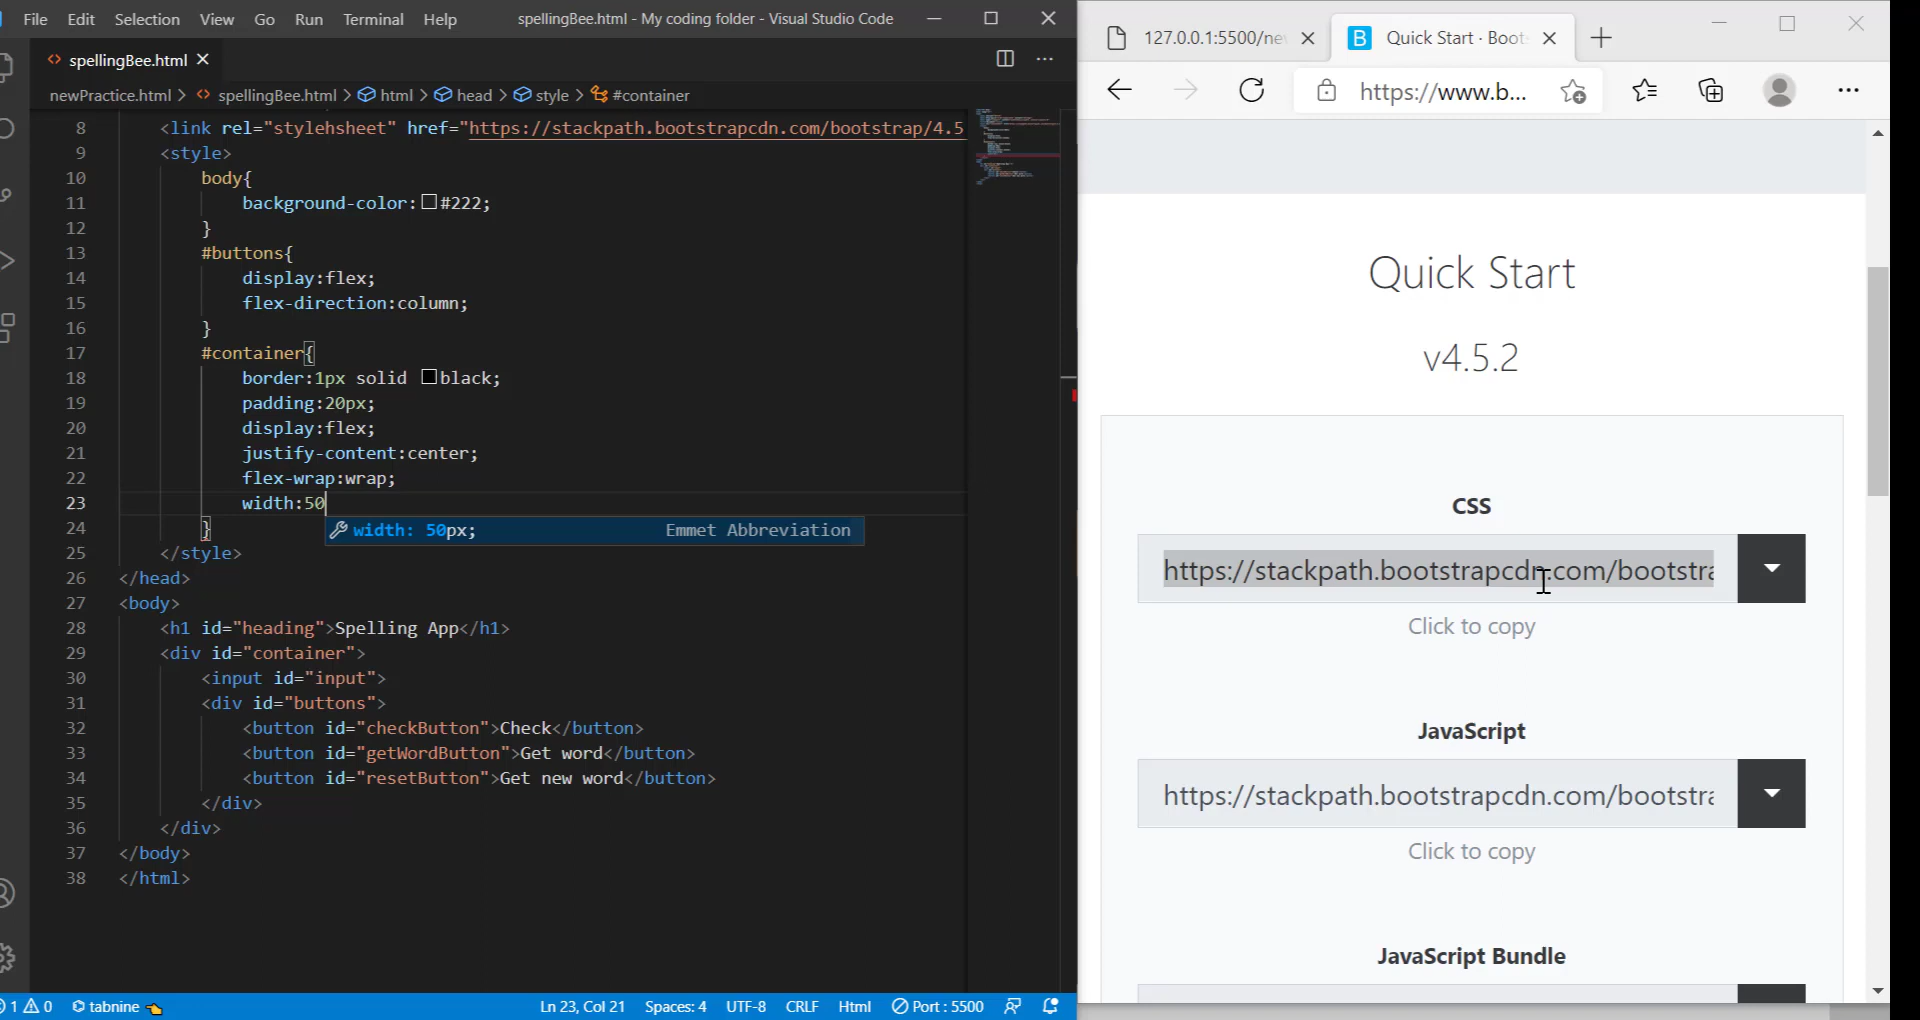 File Edit Selection View Go Run Terminal Help spellingBee.html - My coding folder - Visual Studio Code
spellingBee.html
newPractice.html > spellingBee.html > html > head > style > #container
8 <link rel="stylehsheet" href="https://stackpath.bootstrapcdn.com/bootstrap/4.5
9 <style>
10 body{
11 background-color:#222;
12 }
13 #buttons{
14 display:flex;
15 flex-direction:column;
16 }
17 #container{
18 border:1px solid black;
19 padding:20px;
20 display:flex;
21 justify-content:center;
22 flex-wrap:wrap;
23 width:50
24 }
width: 50px; Emmet Abbreviation
25 </style>
26 </head>
27 <body>
28 <h1 id="heading">Spelling App</h1>
29 <div id="container">
30 <input id="input">
31 <div id="buttons">
32 <button id="checkButton">Check</button>
33 <button id="getWordButton">Get word</button>
34 <button id="resetButton">Get new word</button>
35 </div>
36 </div>
37 </body>
38 </html>
1 0 tabnine Ln 23, Col 21 Spaces: 4 UTF-8 CRLF Html Port : 5500
127.0.0.1:5500/ne
Quick Start · Boots
https://www.b...
Quick Start
v4.5.2
CSS
https://stackpath.bootstrapcdn.com/bootstra
Click to copy
JavaScript
https://stackpath.bootstrapcdn.com/bootstra
Click to copy
JavaScript Bundle